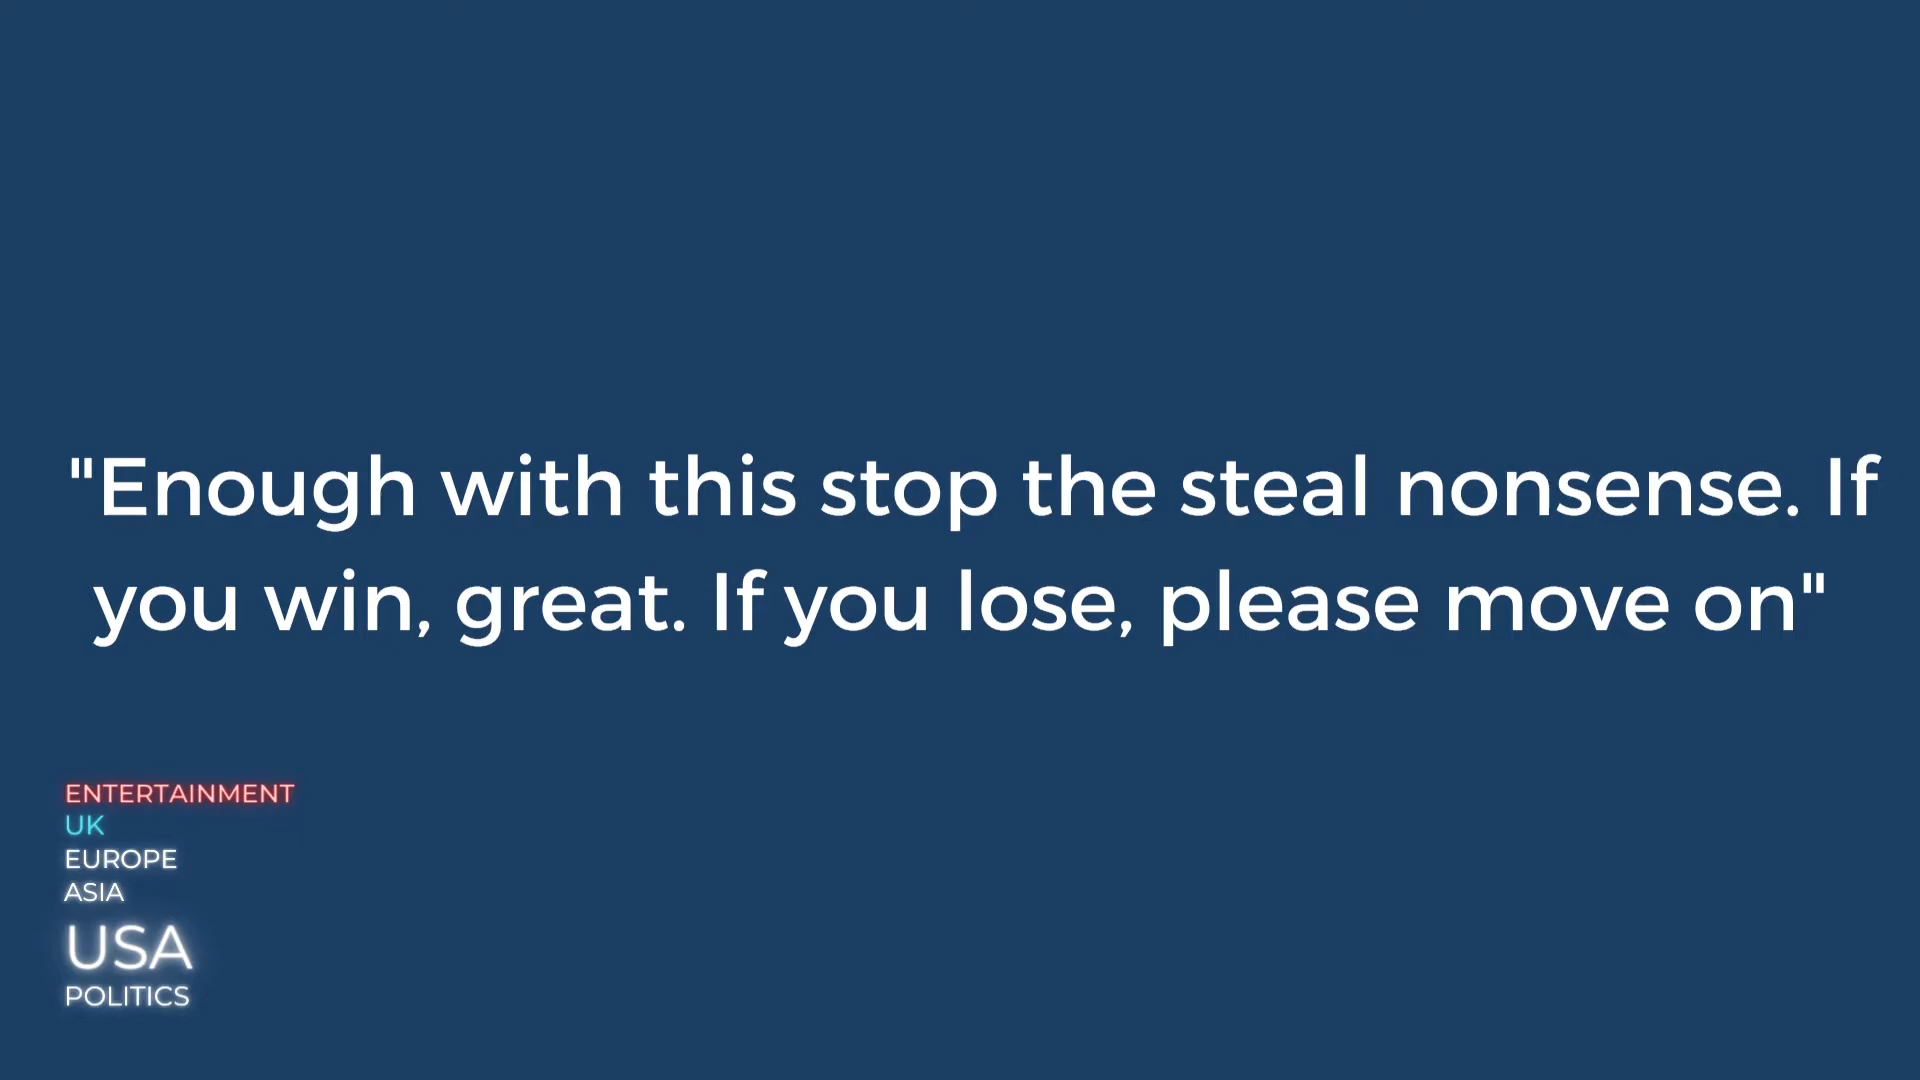 "Enough with this stop the steal nonsense. If
you win, great. If you lose, please move on"
ENTERTAINMENT
UK
EUROPE
ASIA
USA
POLITICS